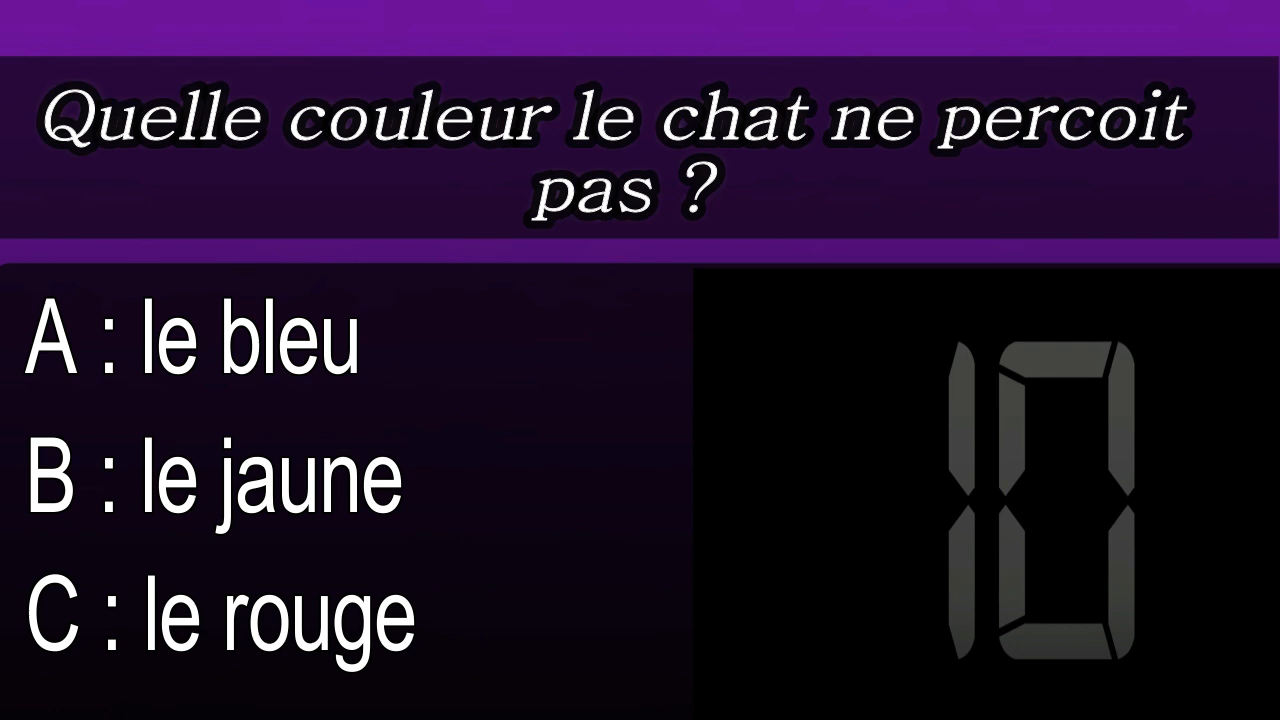 Quelle couleur le chat ne percoit
pas ?
A : le bleu
B : le jaune
C : le rouge
10